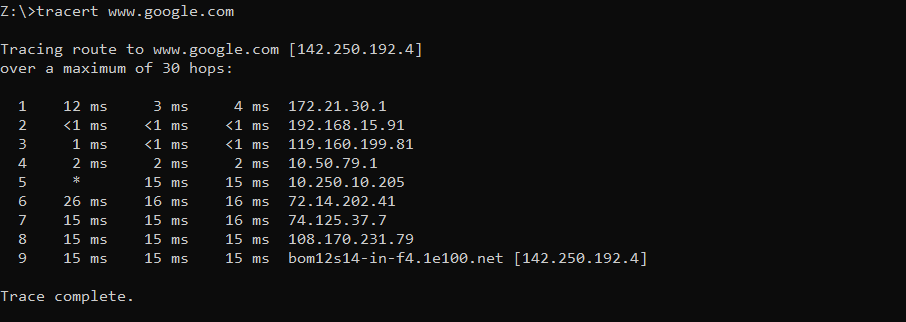 Z:\>tracert www.google.com
Tracing route to www.google.com [142.250.192.4]
over a maximum of 30 hops:
1 12 ms 3 ms 4 ms 172.21.30.1
2 <1 ms <1 ms <1 ms 192.168.15.91
3 1 ms <1 ms <1 ms 119.160.199.81
4 2 ms 2 ms 2 ms 10.50.79.1
5 * 15 ms 15 ms 10.250.10.205
6 26 ms 16 ms 16 ms 72.14.202.41
7 15 ms 15 ms 16 ms 74.125.37.7
8 15 ms 15 ms 15 ms 108.170.231.79
9 15 ms 15 ms 15 ms bom12s14-in-f4.1e100.net [142.250.192.4]
Trace complete.